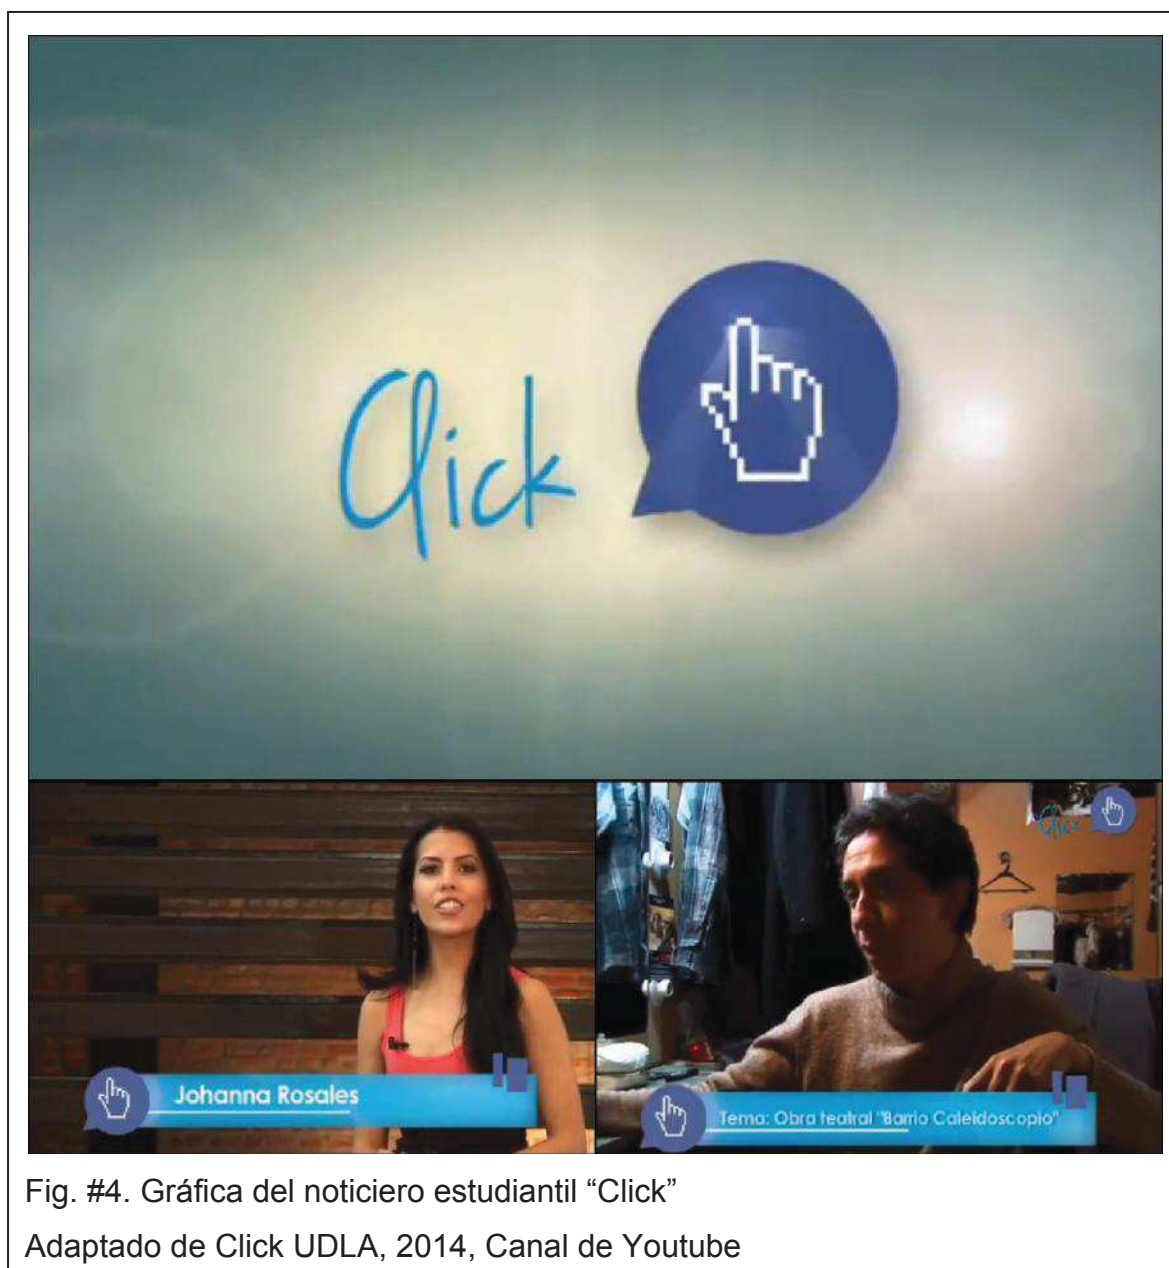 Click
Click
Johanna Rosales
Tema: Obra teatral "Barrio Caleidoscopio"
Fig. #4. Gráfica del noticiero estudiantil “Click”
Adaptado de Click UDLA, 2014, Canal de Youtube